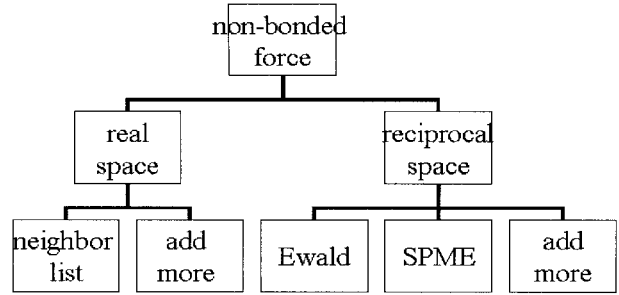 non-bonded
force
real
space
reciprocal
space
neighbor
list
add
more
Ewald
SPME
add
more